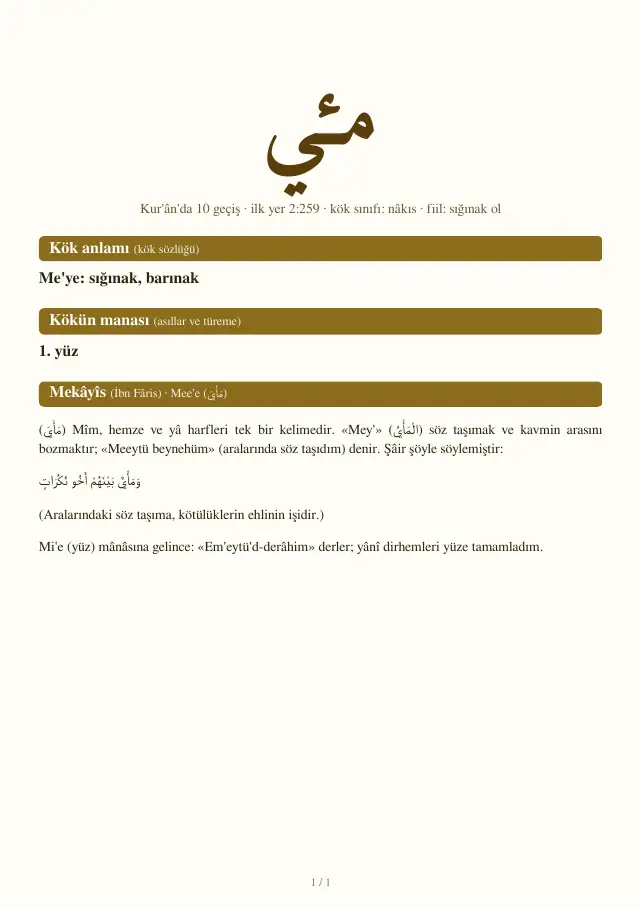 مئي
Kur'ân'da 10 geçiş · ilk yer 2:259 · kök sınıfı: nâkıs · fiil: sığınak ol
Kök anlamı (kök sözlüğü)
Me'ye: sığınak, barınak
Kökün manası (asıllar ve türeme)
1. yüz
Mekâyîs (İbn Fâris) · Mee'e (مَأَيَ)
(مَأَيَ) Mîm, hemze ve yâ harfleri tek bir kelimedir. «Mey'» (الْمَأْيُ) söz taşımak ve kavmin arasını
bozmaktır; «Meeytü beynehüm» (aralarında söz taşıdım) denir. Şâir şöyle söylemiştir:
وَمَأْيٌ بَيْنَهُمْ أَخُو نُكُرَاتٍ
(Aralarındaki söz taşıma, kötülüklerin ehlinin işidir.)
Mi'e (yüz) mânâsına gelince: «Em'eytü'd-derâhim» derler; yânî dirhemleri yüze tamamladım.
1 / 1